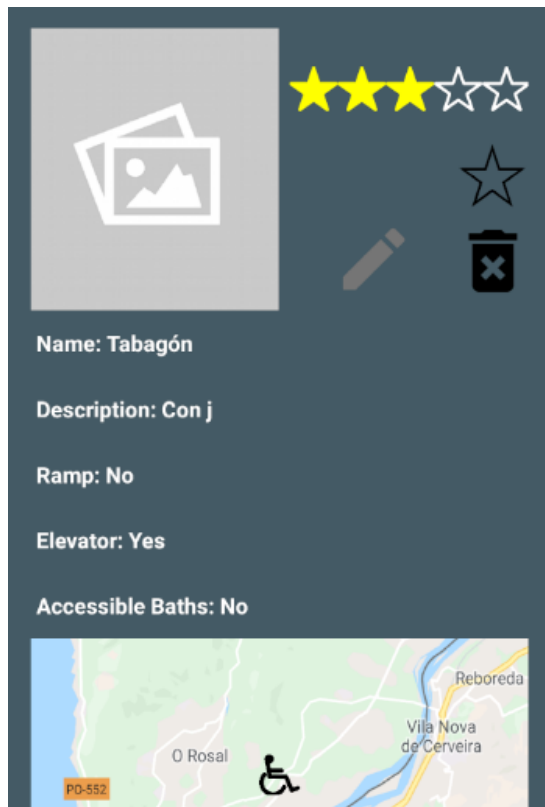 Name: Tabagón
Description: Con j
Ramp: No
Elevator: Yes
Accessible Baths: No
Reboreda
Vila Nova
de Cerveira
O Rosal
PO-552